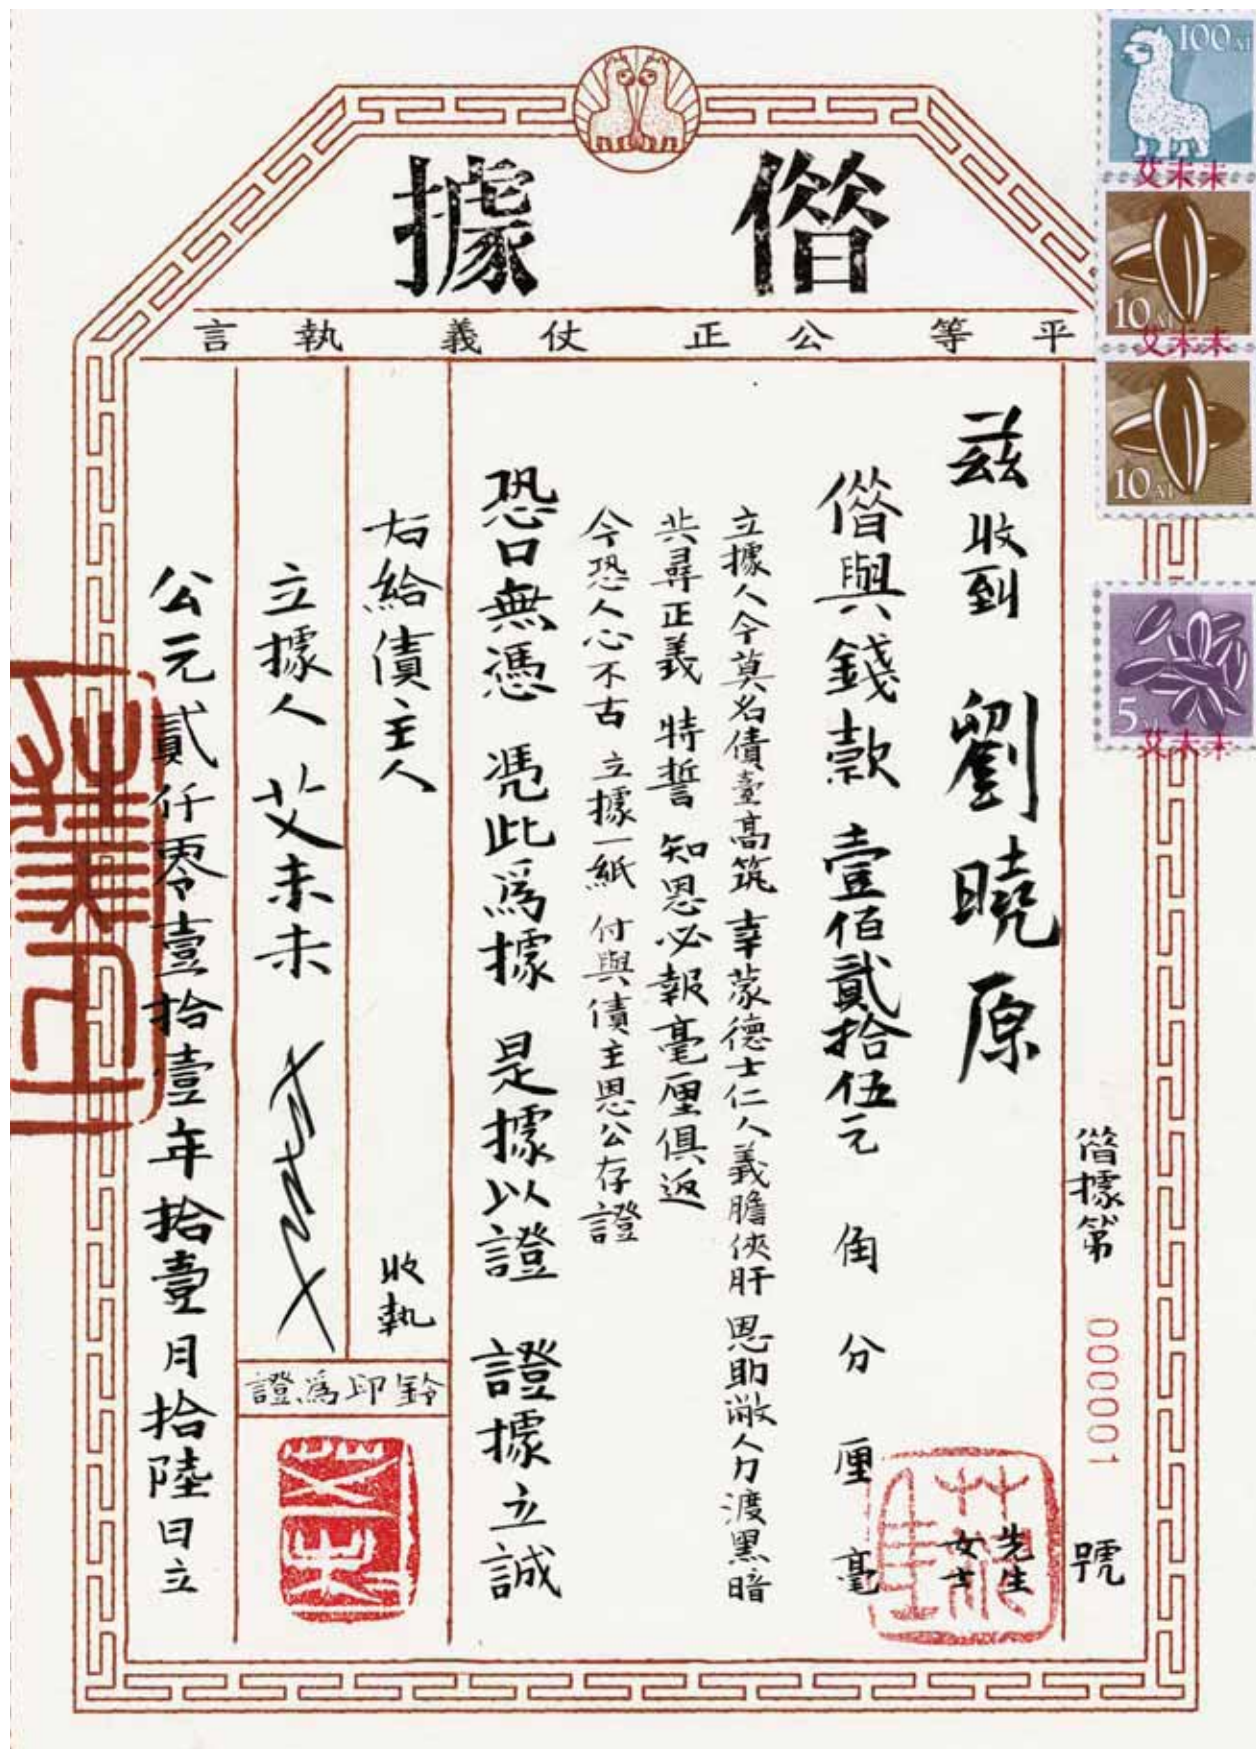 僭據
平等 公正 仗義 執言
僭據第 000001 號
茲收到 劉曉原 先生 女士
僭與錢款 壹佰貳拾伍元 角 分 厘 毫
立據人今莫名債臺高筑 幸蒙德士仁人義膽俠肝 恩助敝人力渡黑暗
共尋正義 特誓 知恩必報毫厘俱返
今恐人心不古 立據一紙 付與債主恩公存證
恐口無憑 憑此為據 是據以證 證據立誠
右給債主人 收執
立據人 艾未未
鈐印為證
公元貳仟零壹拾壹年拾壹月拾陸日立
100 AI
艾未未
10 AI
艾未未
10 AI
5 AI
艾未未